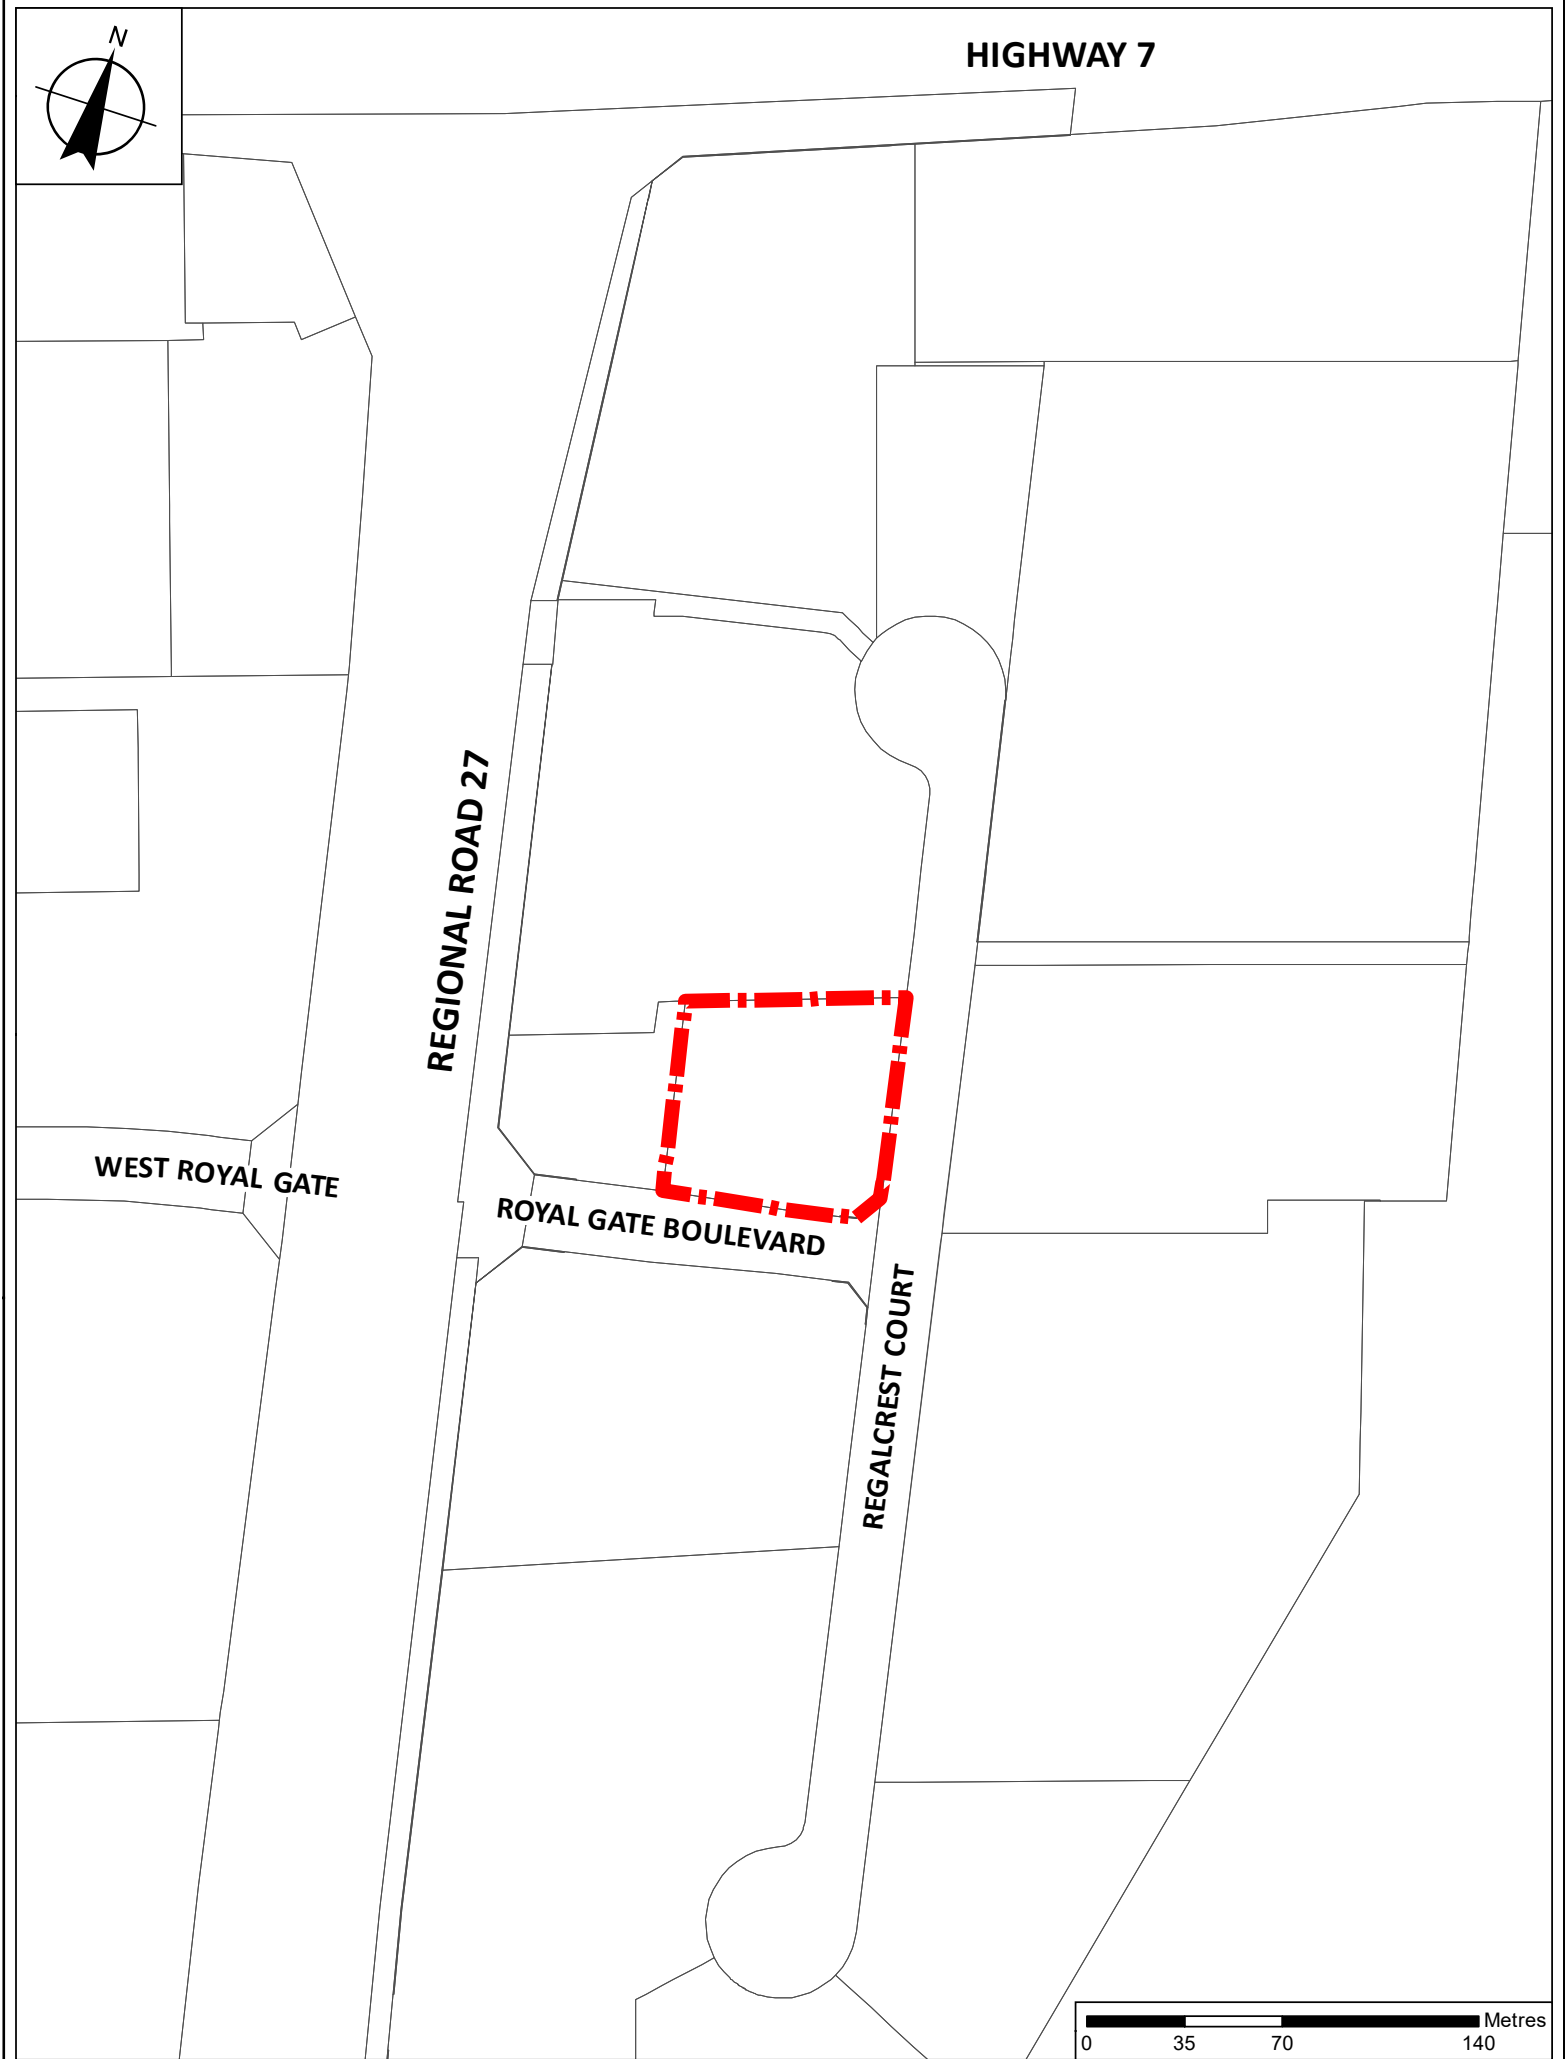 N
HIGHWAY 7
REGIONAL ROAD 27
WEST ROYAL GATE
ROYAL GATE BOULEVARD
REGALCREST COURT
Metres
0 35 70 140